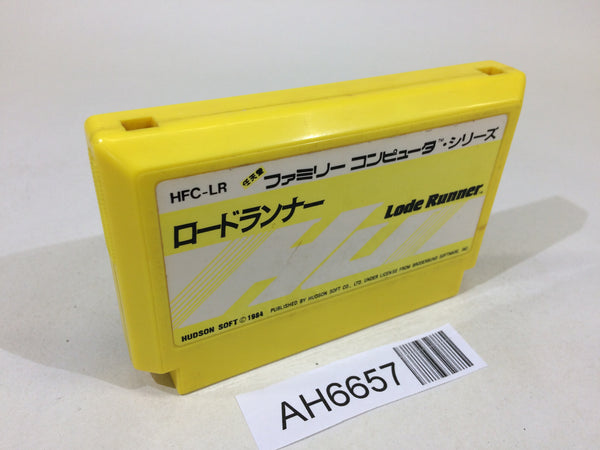 HFC-LR 任天堂 ファミリー コンピュータ™・シリーズ
ロードランナー
Lode Runner™
HUDSON SOFT © 1984 PUBLISHED BY HUDSON SOFT CO., LTD. UNDER LICENSE FROM BRODERBUND SOFTWARE, INC.
AH6657